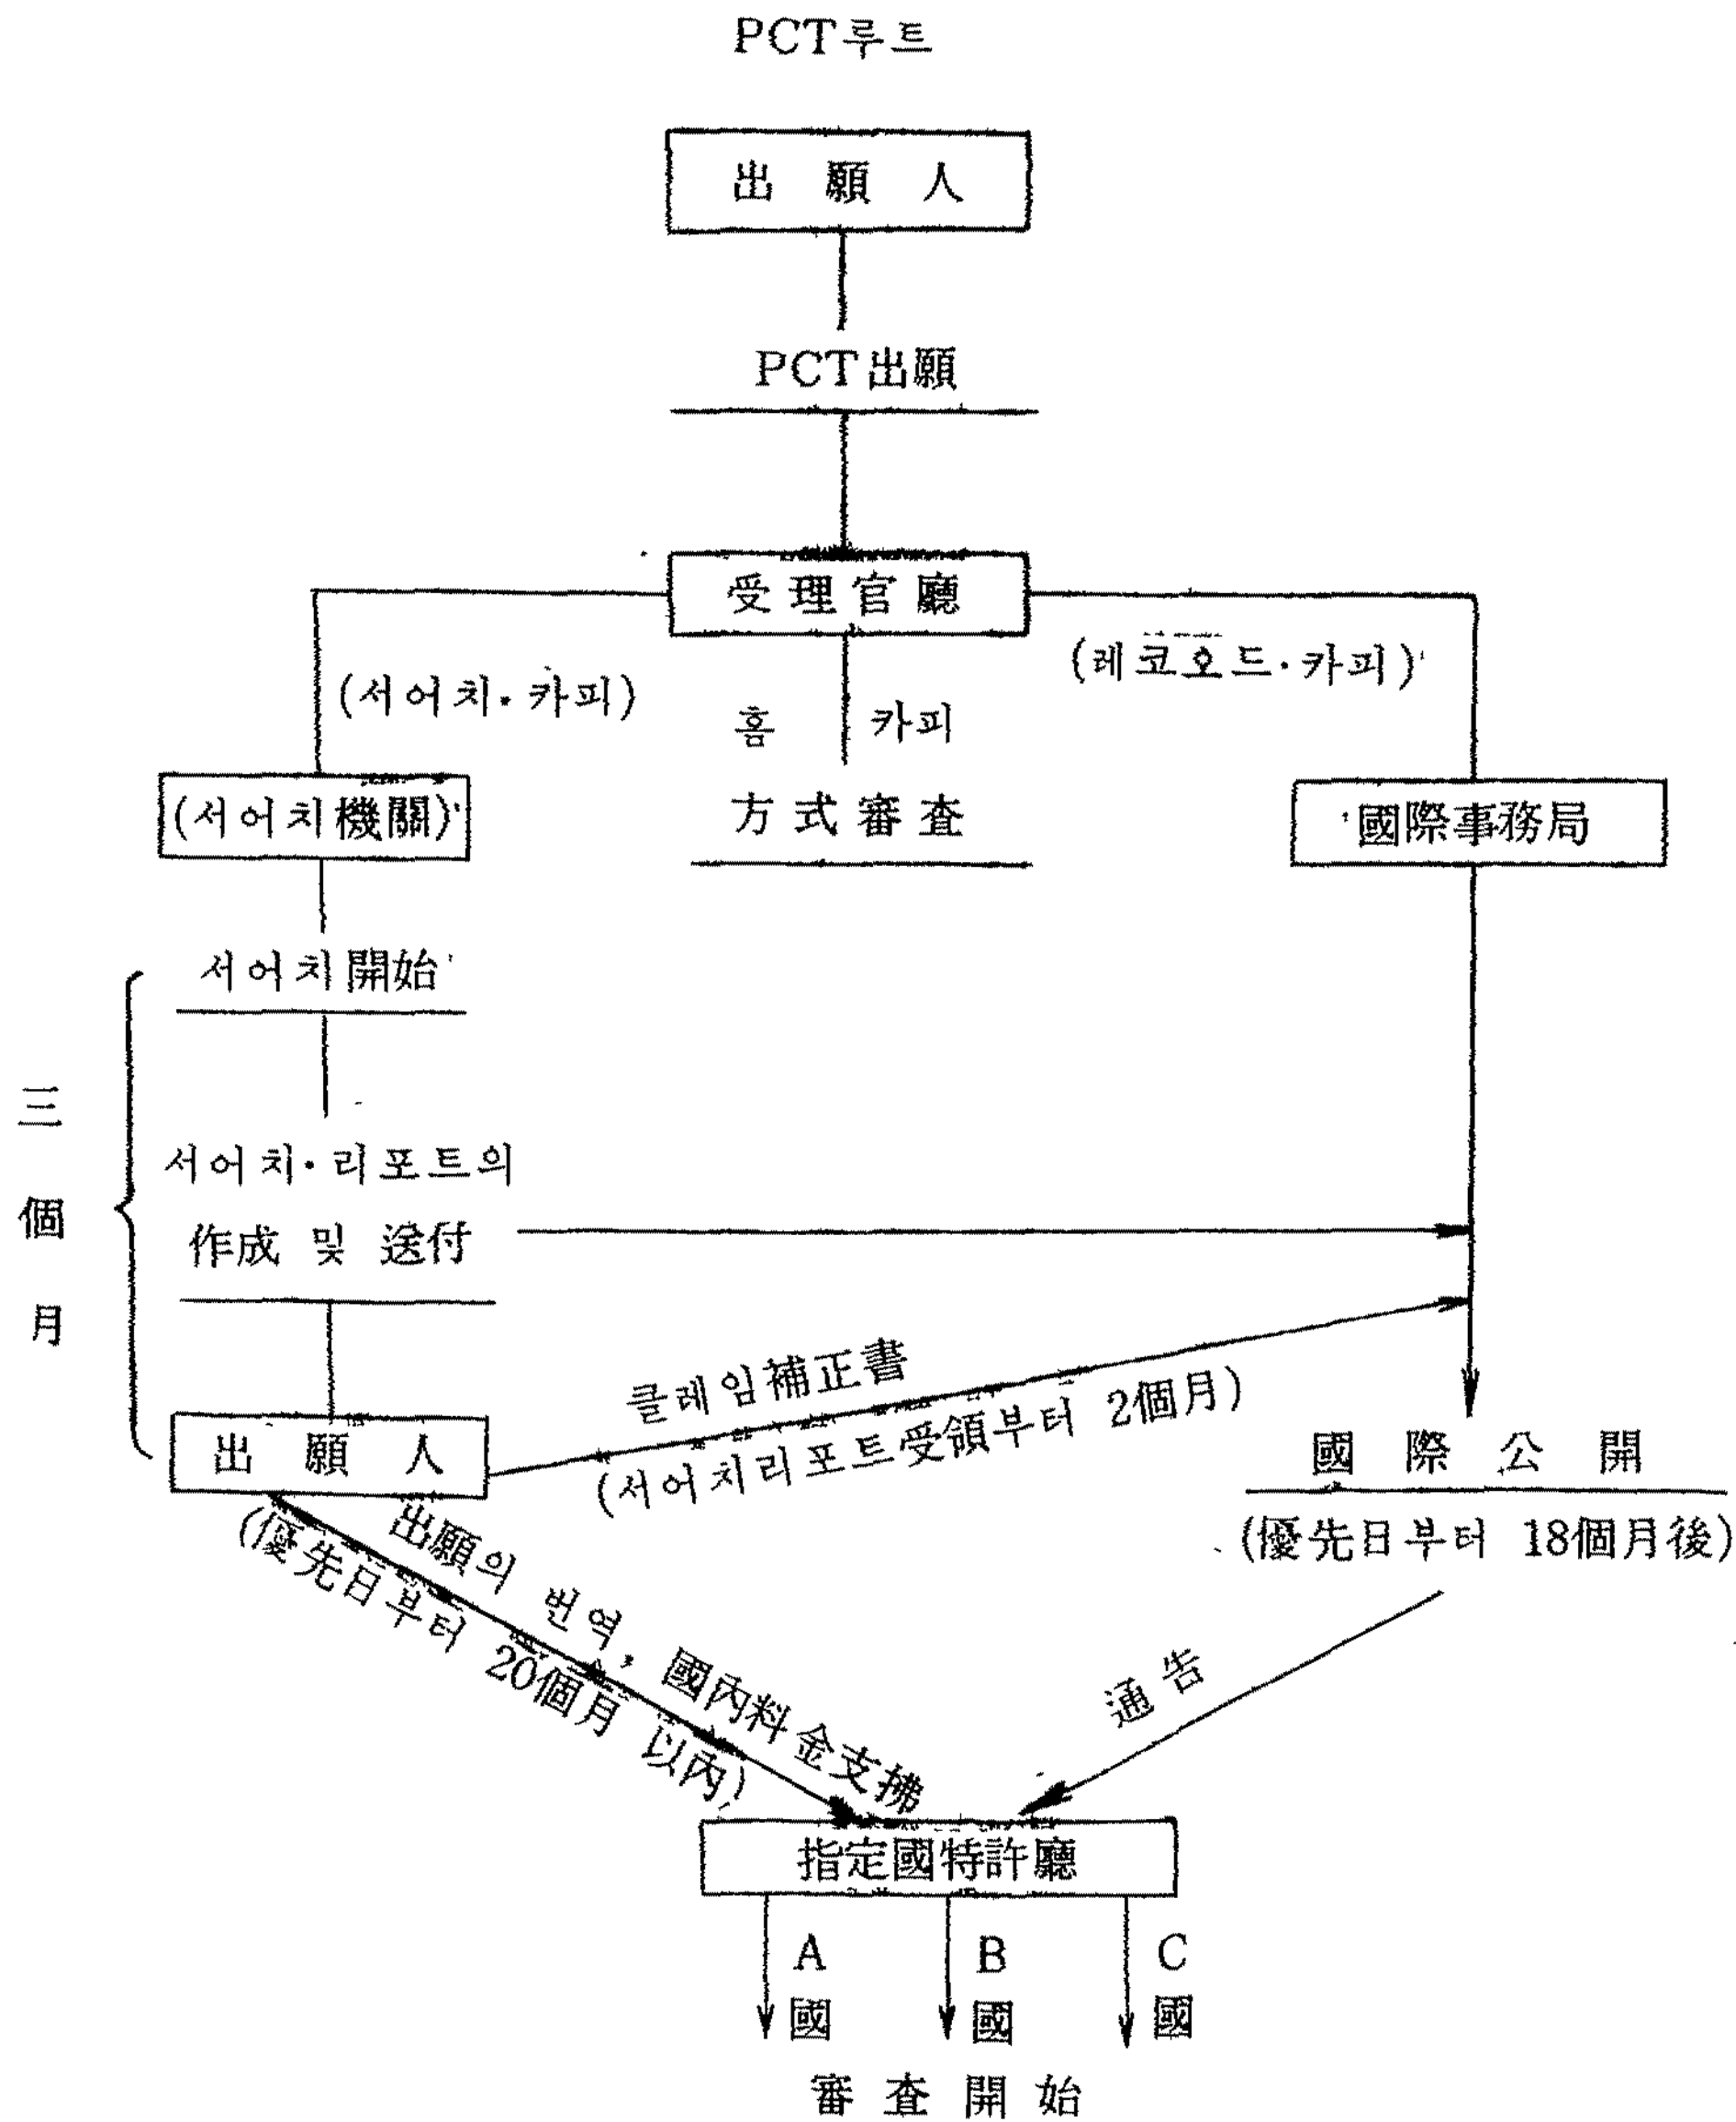 PCT루트
出 願 人
PCT出願
受理官廳
(서어치·카피)
홈 카피
(레코오드·카피)
(서어치機關)
方式審査
國際事務局
서어치開始
三個月
서어치·리포트의
作成 및 送付
클레임補正書
(서어치리포트受領부터 2個月)
出 願 人
國 際 公 開
(優先日부터 18個月後)
出願의 번역, 國內料金支拂
(優先日부터 20個月 以內)
通告
指定國特許廳
A國
B國
C國
審査開始